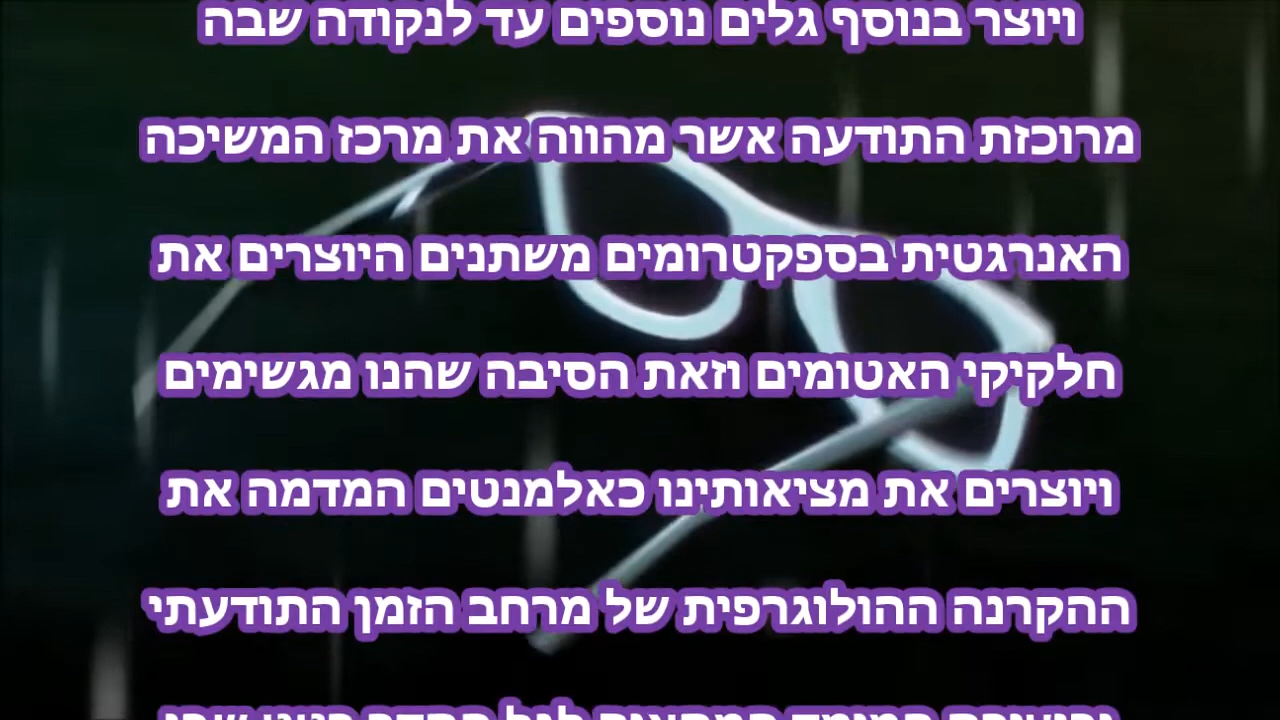 ויוצר בנוסף גלים נוספים עד לנקודה שבה
מרוכזת התודעה אשר מהווה את מרכז המשיכה
האנרגטית בספקטרומים משתנים היוצרים את
חלקיקי האטומים וזאת הסיבה שהנו מגשימים
ויוצרים את מציאותינו כאלמנטים המדמה את
ההקרנה ההולוגרפית של מרחב הזמן התודעתי